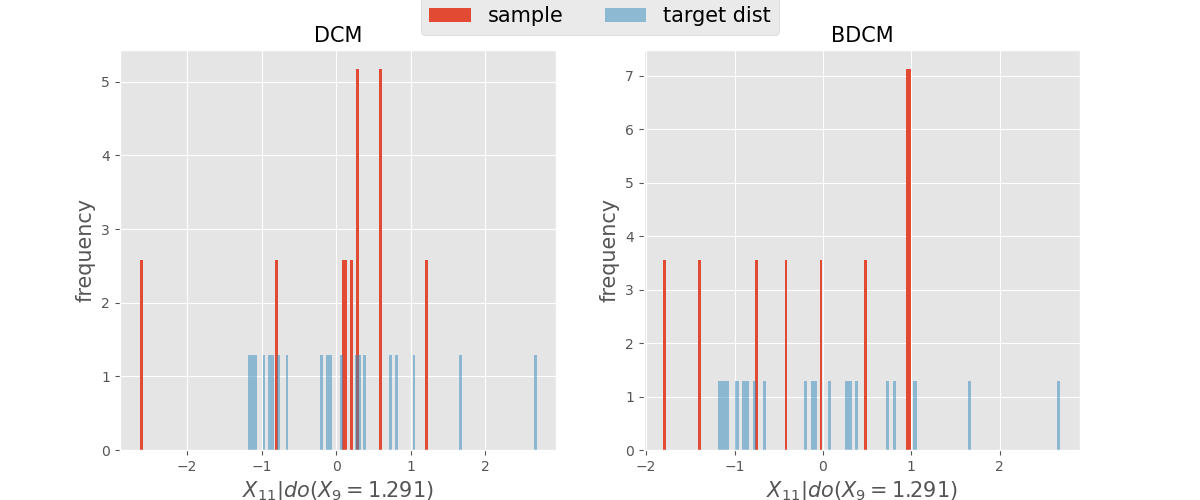 sample target dist
DCM
BDCM
frequency
5
4
3
2
1
0
−2 −1 0 1 2
X₁₁|do(X₉ = 1.291)
frequency
7
6
5
4
3
2
1
0
−2 −1 0 1 2
X₁₁|do(X₉ = 1.291)